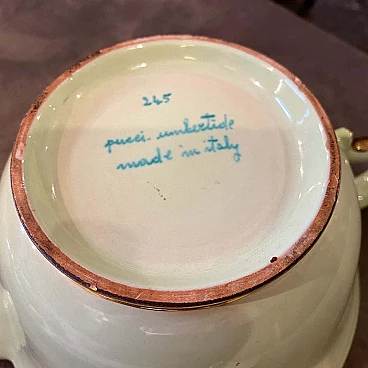 245
pucci-umbertide
made in italy